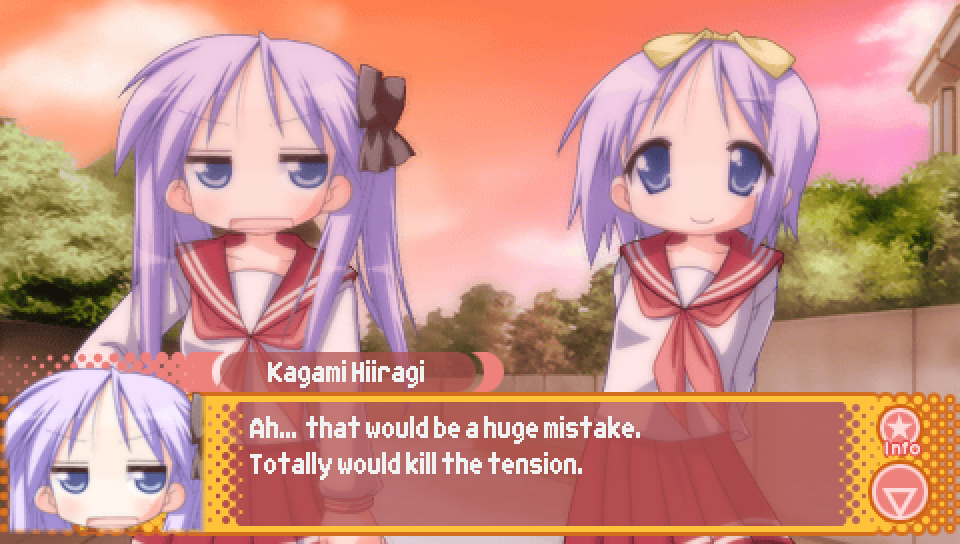 Kagami Hiiragi
Ah... that would be a huge mistake.
Totally would kill the tension.
Info